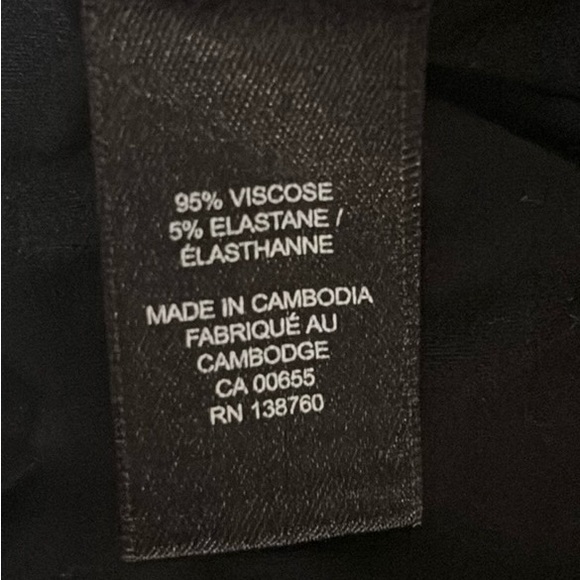 95% VISCOSE
5% ELASTANE /
ÉLASTHANNE
MADE IN CAMBODIA
FABRIQUÉ AU
CAMBODGE
CA 00655
RN 138760